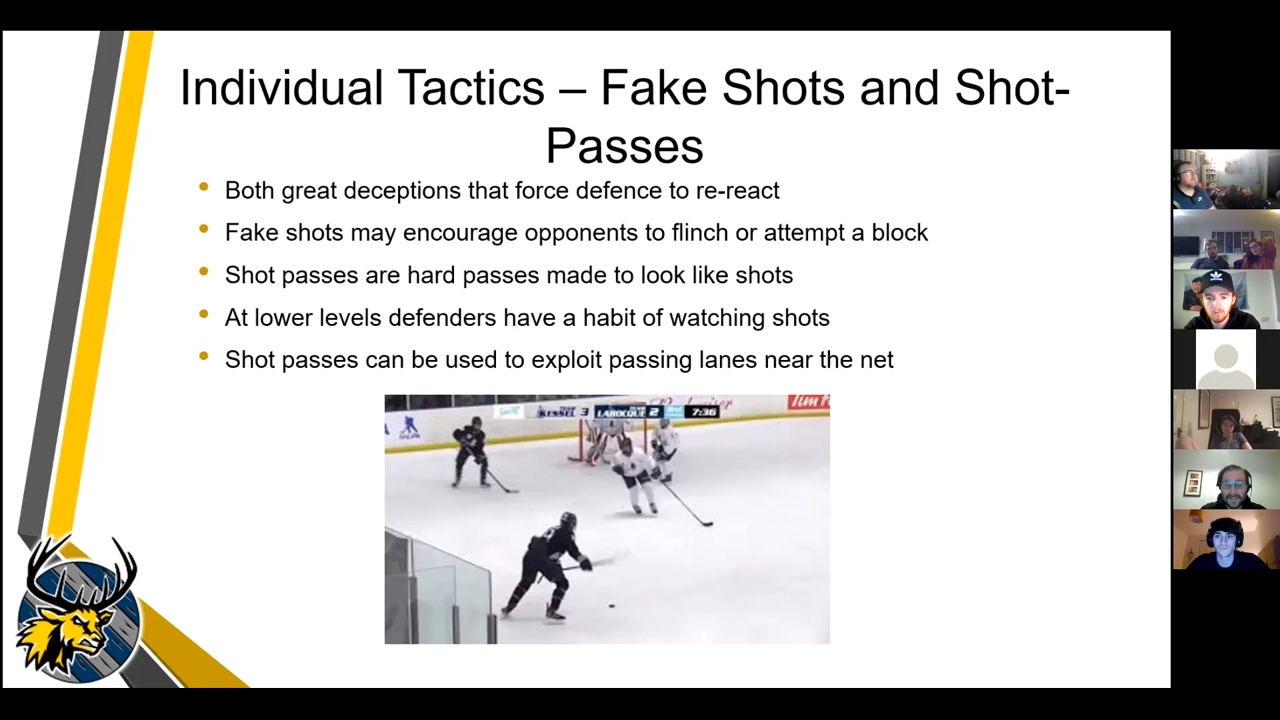 Individual Tactics – Fake Shots and Shot-
Passes
• Both great deceptions that force defence to re-react
• Fake shots may encourage opponents to flinch or attempt a block
• Shot passes are hard passes made to look like shots
• At lower levels defenders have a habit of watching shots
• Shot passes can be used to exploit passing lanes near the net
TEAM KESSEL 3 TEAM LAROCQUE 2 7:36